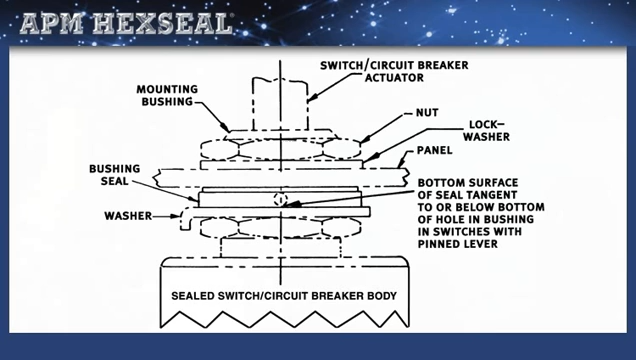 APM HEXSEAL®
SWITCH/CIRCUIT BREAKER
ACTUATOR
MOUNTING
BUSHING
NUT
LOCK–
WASHER
PANEL
BUSHING
SEAL
BOTTOM SURFACE
OF SEAL TANGENT
TO OR BELOW BOTTOM
OF HOLE IN BUSHING
IN SWITCHES WITH
PINNED LEVER
WASHER
SEALED SWITCH/CIRCUIT BREAKER BODY